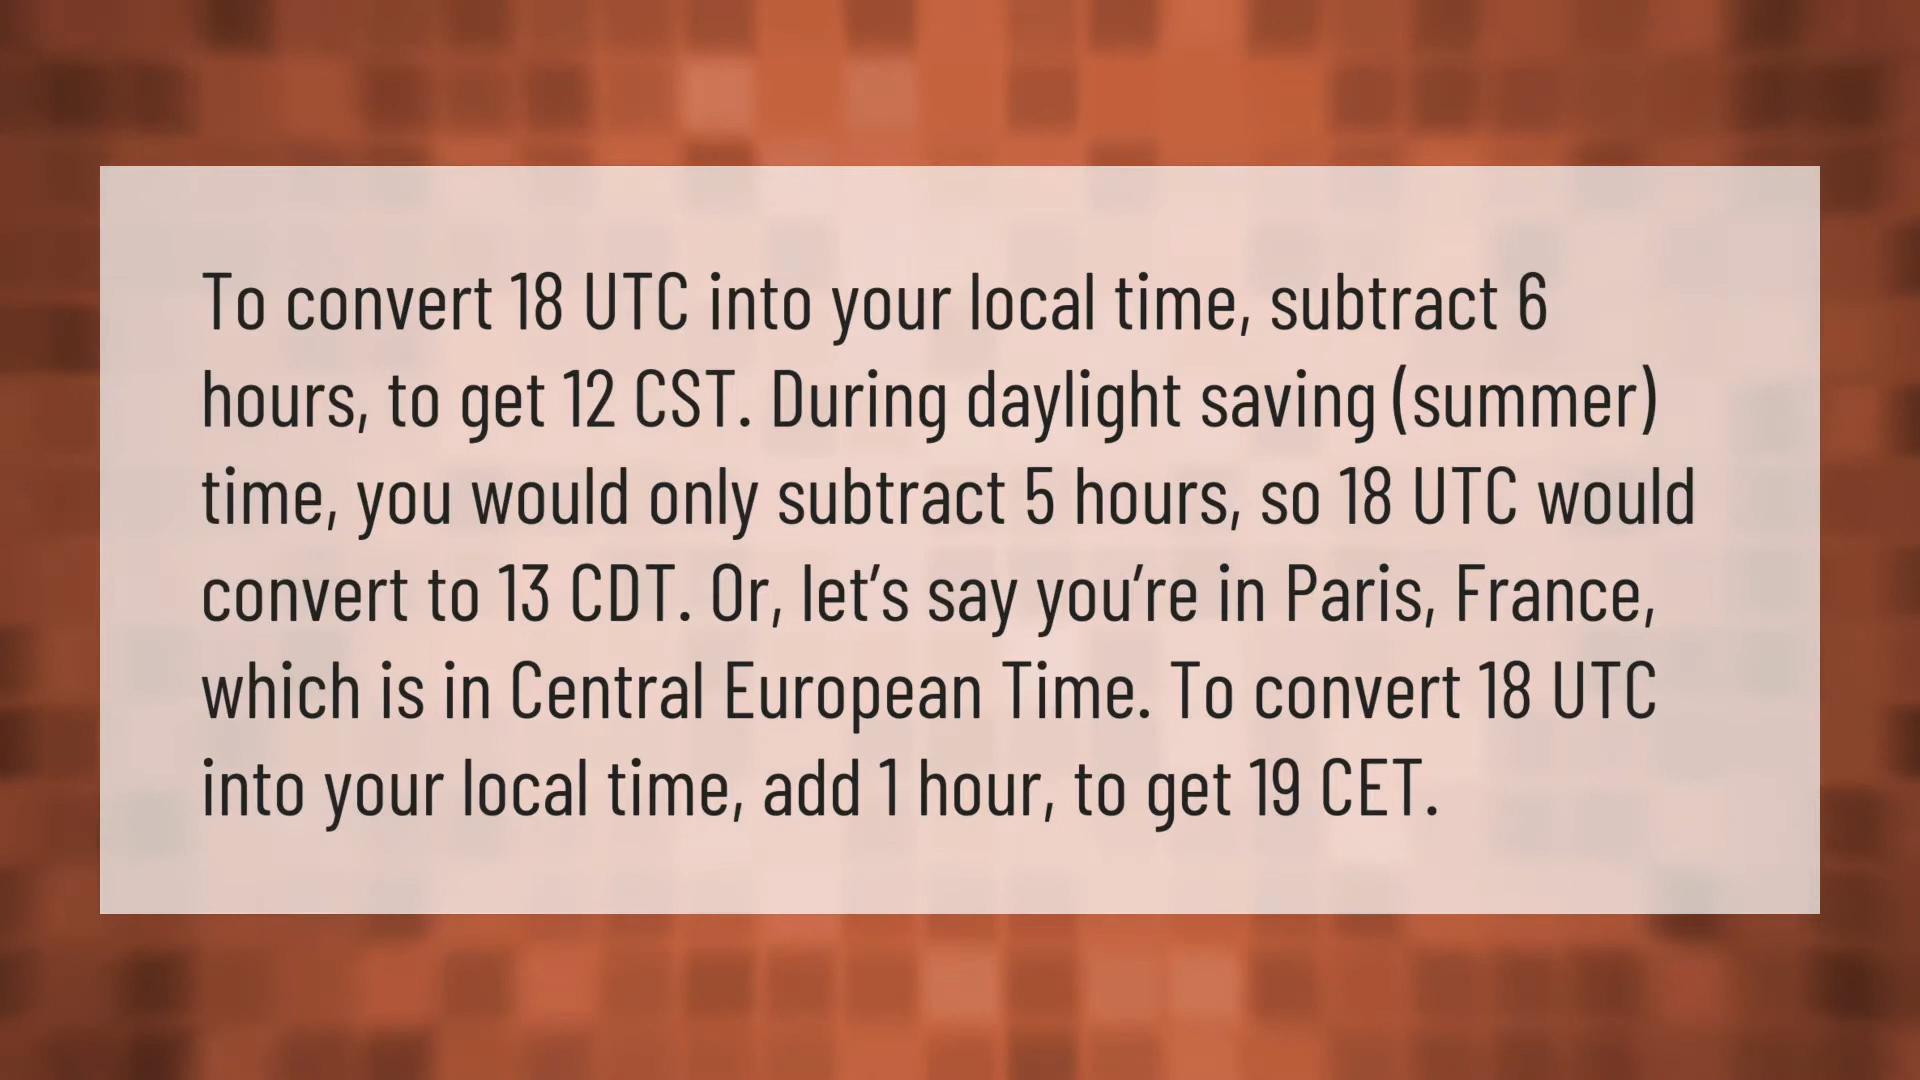 To convert 18 UTC into your local time, subtract 6
hours, to get 12 CST. During daylight saving (summer)
time, you would only subtract 5 hours, so 18 UTC would
convert to 13 CDT. Or, let’s say you’re in Paris, France,
which is in Central European Time. To convert 18 UTC
into your local time, add 1 hour, to get 19 CET.